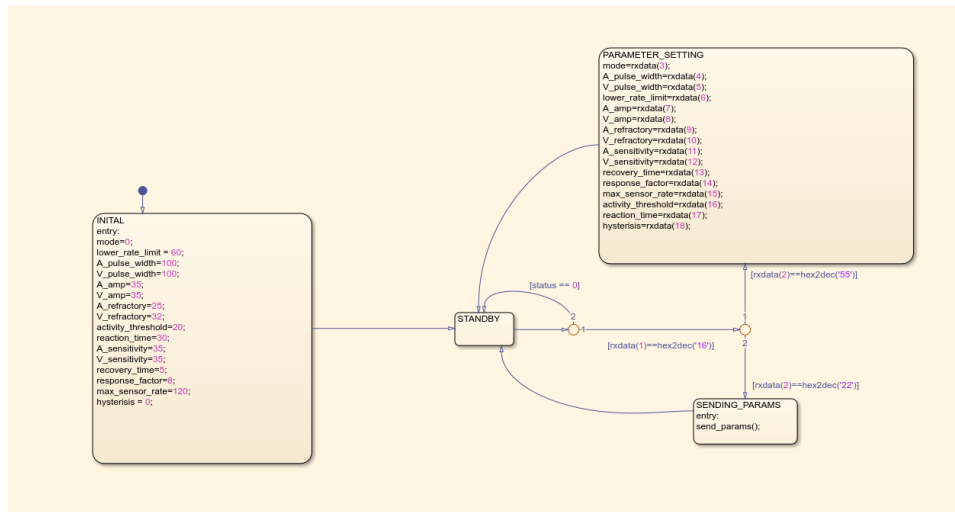 PARAMETER_SETTING
mode=rxdata(3);
A_pulse_width=rxdata(4);
V_pulse_width=rxdata(5);
lower_rate_limit=rxdata(6);
A_amp=rxdata(7);
V_amp=rxdata(8);
A_refractory=rxdata(9);
V_refractory=rxdata(10);
A_sensitivity=rxdata(11);
V_sensitivity=rxdata(12);
recovery_time=rxdata(13);
response_factor=rxdata(14);
max_sensor_rate=rxdata(15);
activity_threshold=rxdata(16);
reaction_time=rxdata(17);
hysterisis=rxdata(18);
INITAL
entry:
mode=0;
lower_rate_limit = 60;
A_pulse_width=100;
V_pulse_width=100;
A_amp=35;
V_amp=35;
A_refractory=25;
V_refractory=32;
activity_threshold=20;
reaction_time=30;
A_sensitivity=35;
V_sensitivity=35;
recovery_time=5;
response_factor=8;
max_sensor_rate=120;
hysterisis = 0;
[status == 0]
STANDBY
2
1
[rxdata(1)==hex2dec('16')]
[rxdata(2)==hex2dec('55')]
1
2
[rxdata(2)==hex2dec('22')]
SENDING_PARAMS
entry:
send_params();